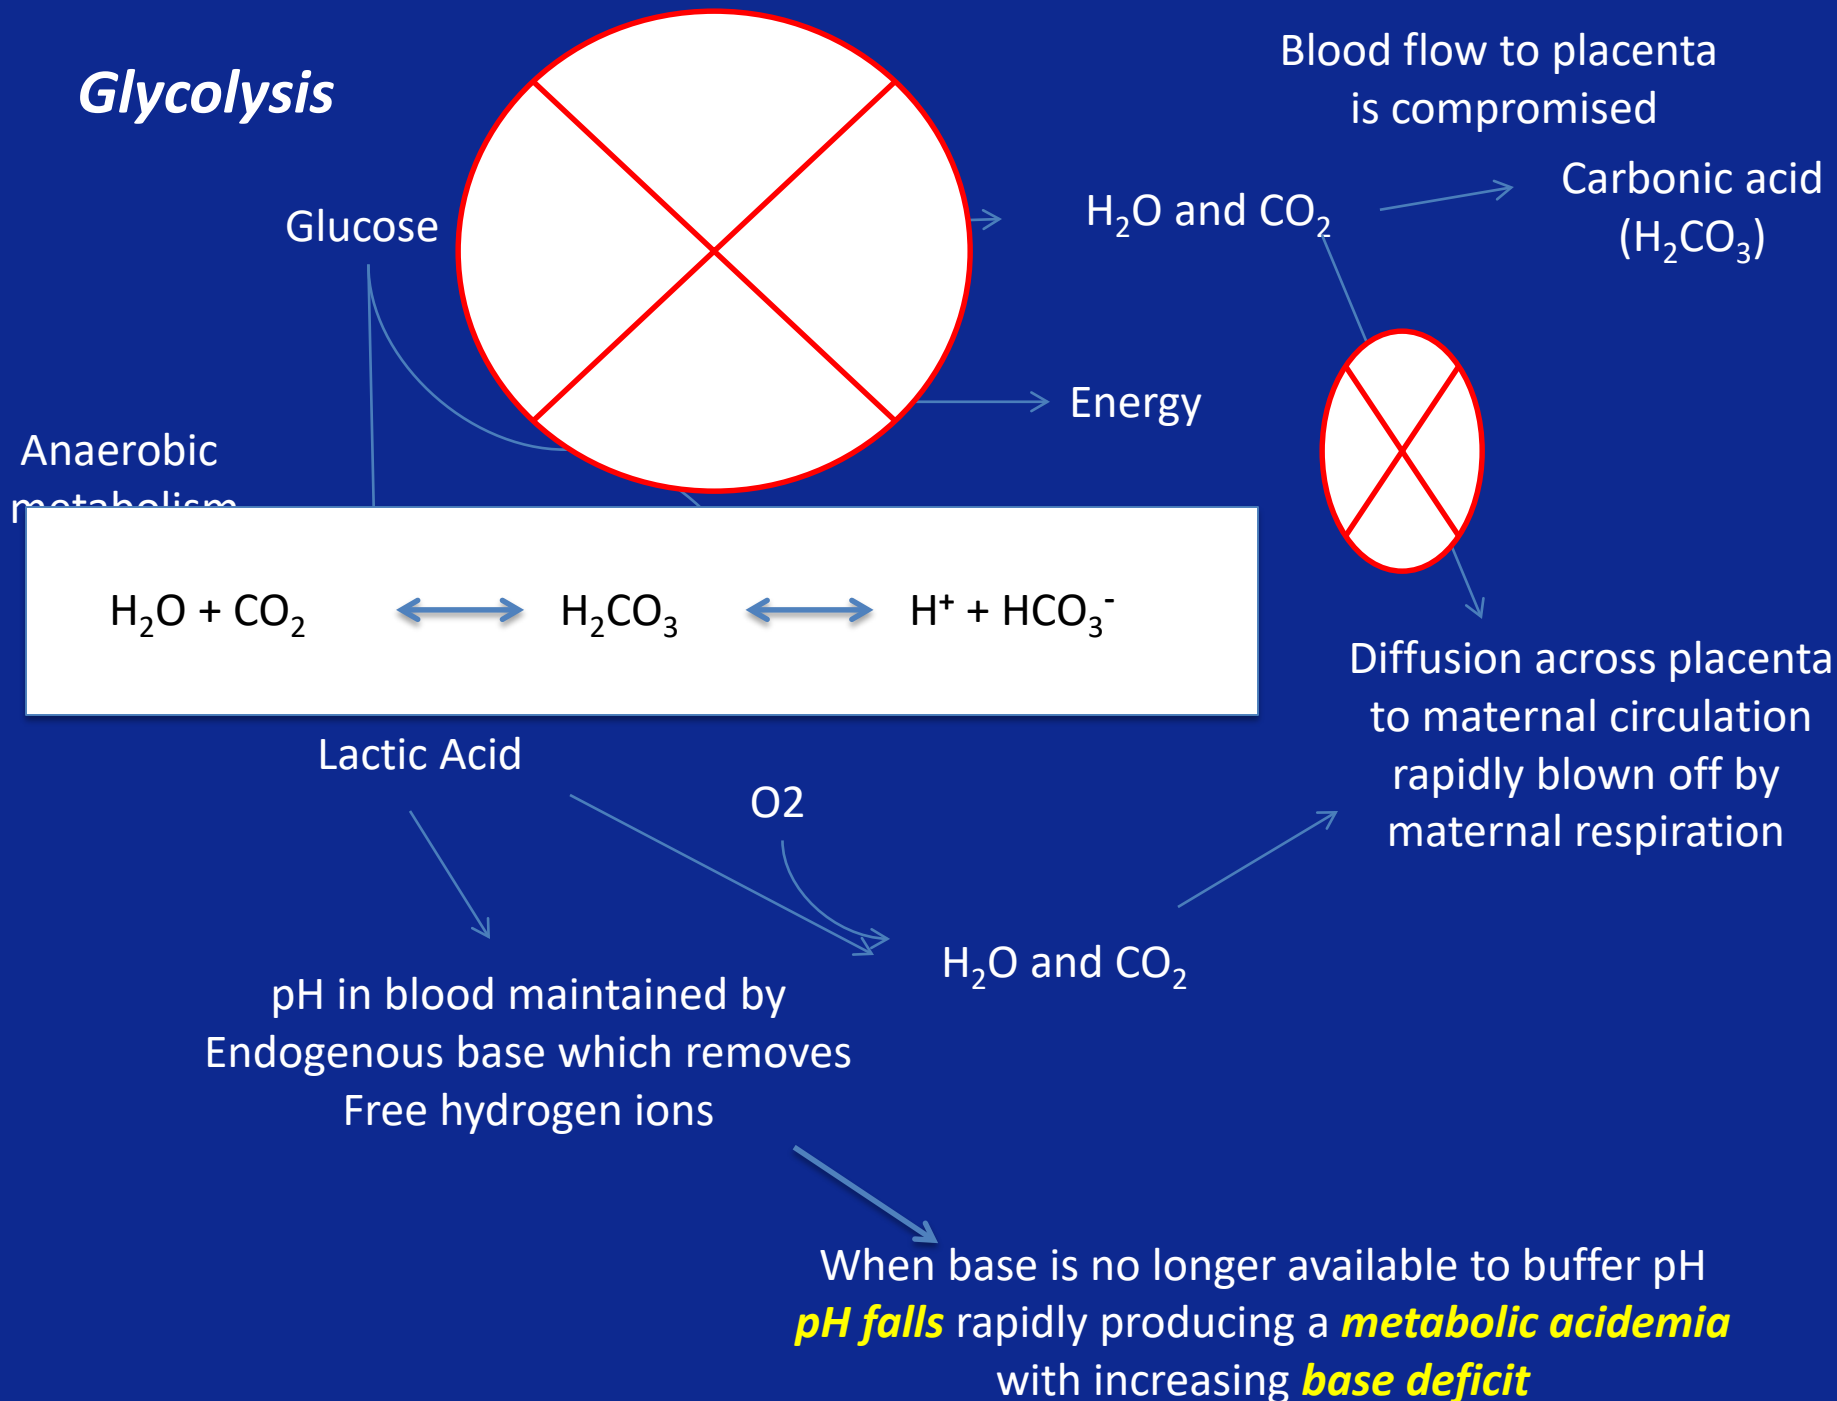 Glycolysis
Blood flow to placenta
is compromised
Glucose
H₂O and CO₂
Carbonic acid
(H₂CO₃)
Energy
Anaerobic
metabolism
H₂O + CO₂ H₂CO₃ H⁺ + HCO₃⁻
Diffusion across placenta
to maternal circulation
rapidly blown off by
maternal respiration
Lactic Acid
O2
H₂O and CO₂
pH in blood maintained by
Endogenous base which removes
Free hydrogen ions
When base is no longer available to buffer pH
pH falls rapidly producing a metabolic acidemia
with increasing base deficit